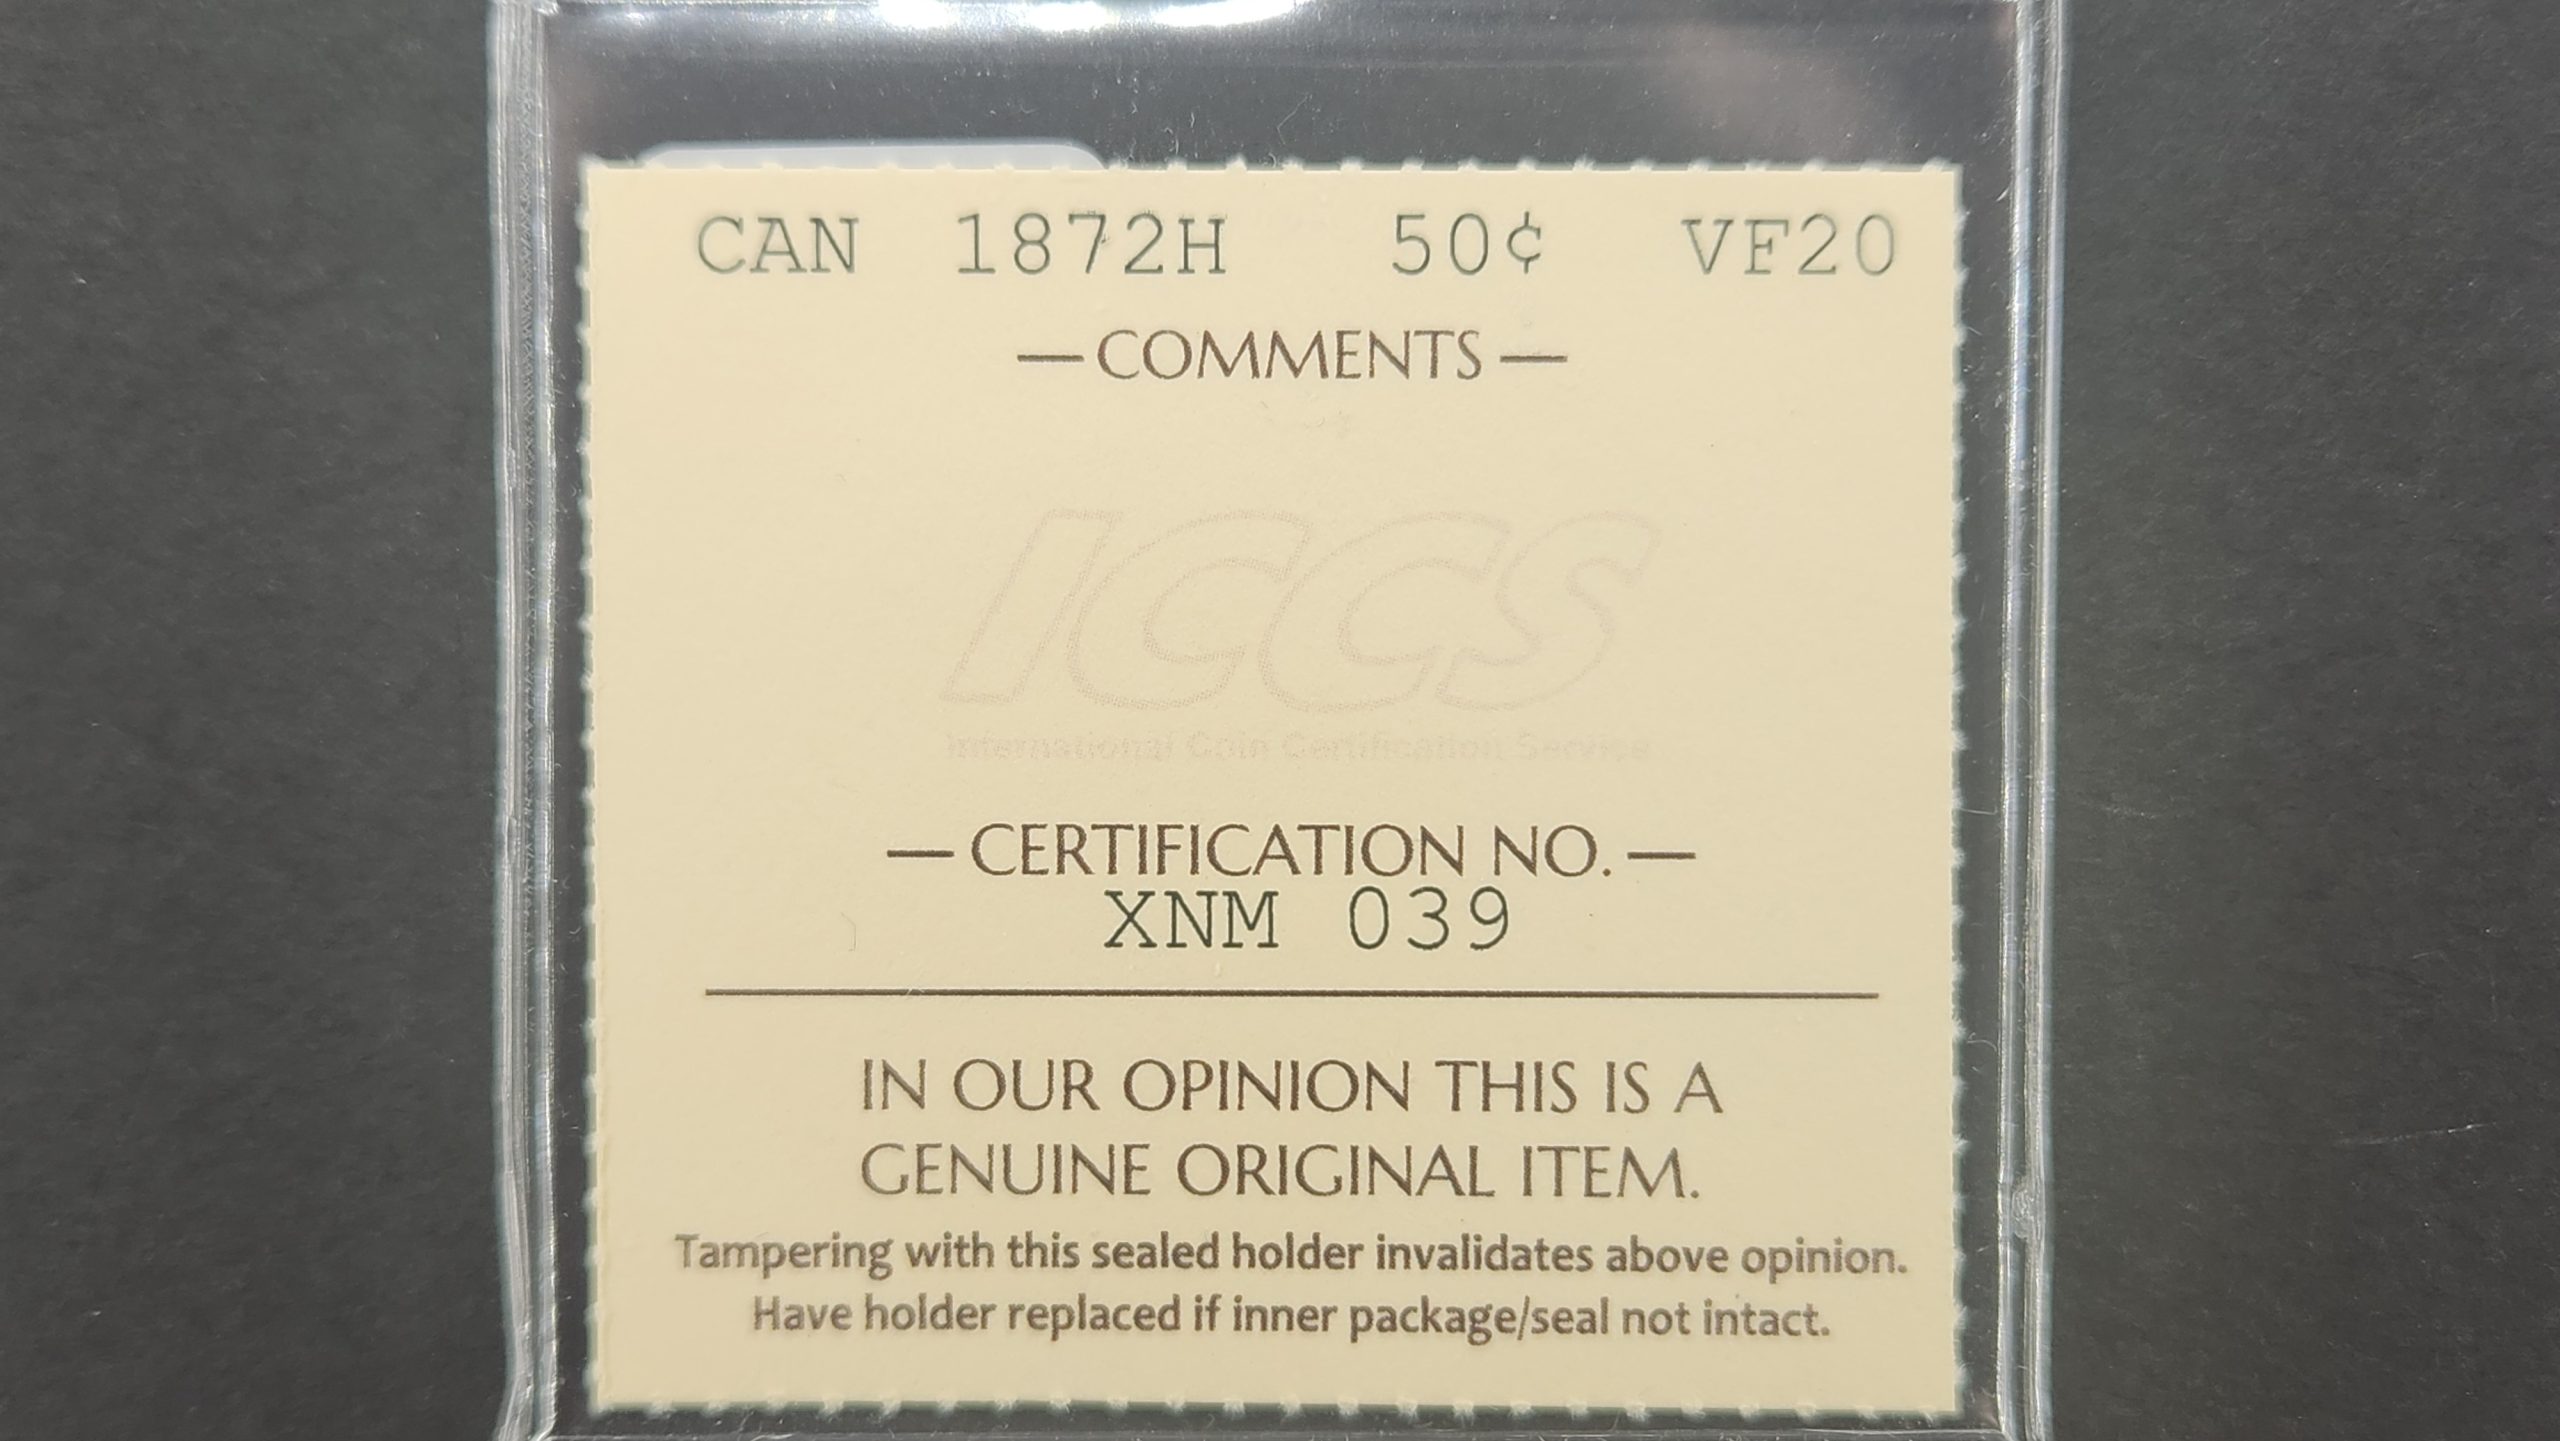 CAN 1872H 50¢ VF20
— COMMENTS —
ICCS
International Coin Certification Service
— CERTIFICATION NO. —
XNM 039
IN OUR OPINION THIS IS A
GENUINE ORIGINAL ITEM.
Tampering with this sealed holder invalidates above opinion.
Have holder replaced if inner package/seal not intact.